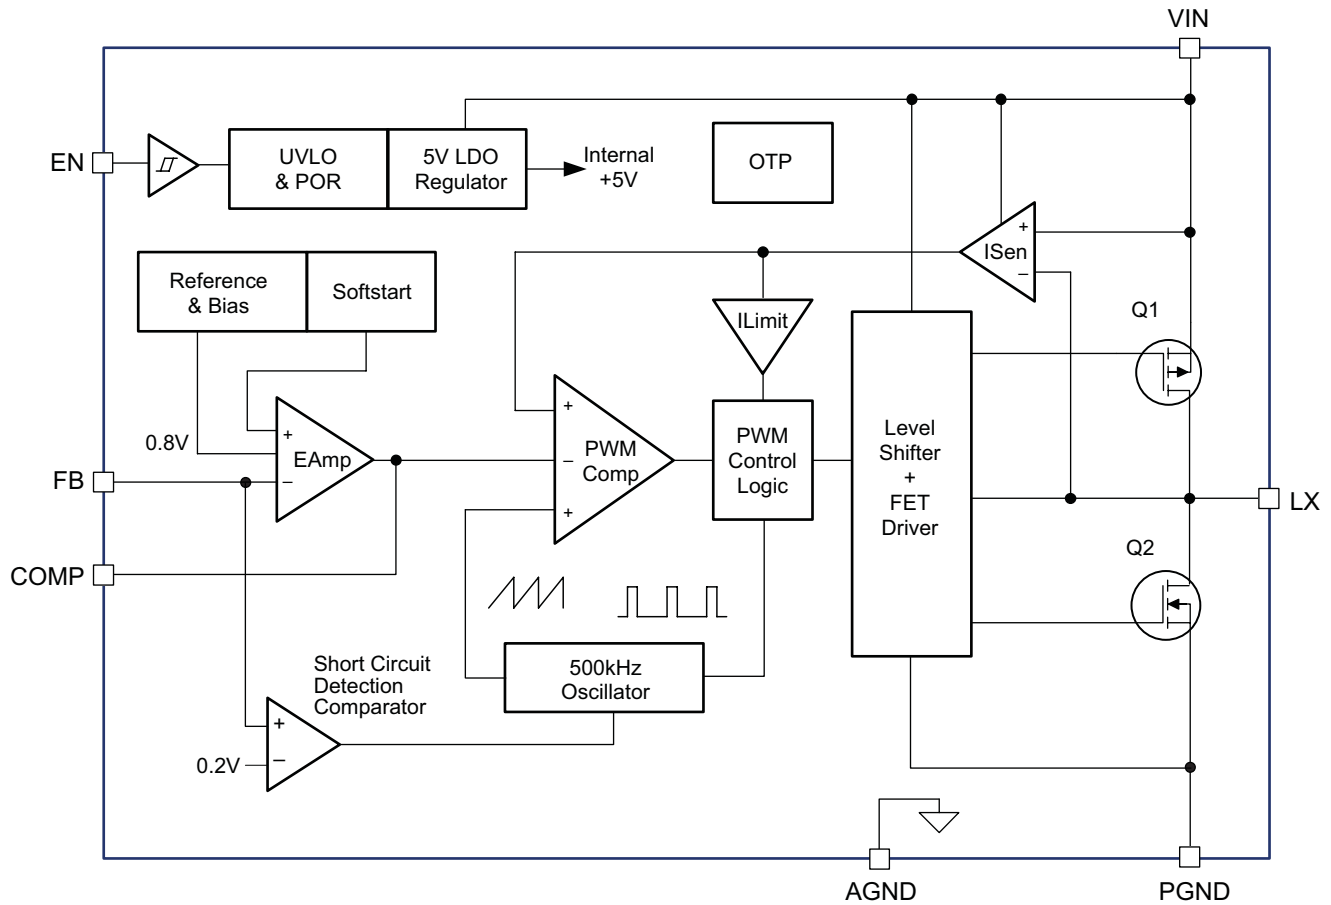 VIN
EN
UVLO
& POR
5V LDO
Regulator
Internal
+5V
OTP
Reference
& Bias
Softstart
+
ISen
–
ILimit
Q1
0.8V
+
EAmp
–
FB
+
–
PWM
Comp
+
PWM
Control
Logic
Level
Shifter
+
FET
Driver
LX
Q2
COMP
500kHz
Oscillator
Short Circuit
Detection
Comparator
+
–
0.2V
AGND
PGND